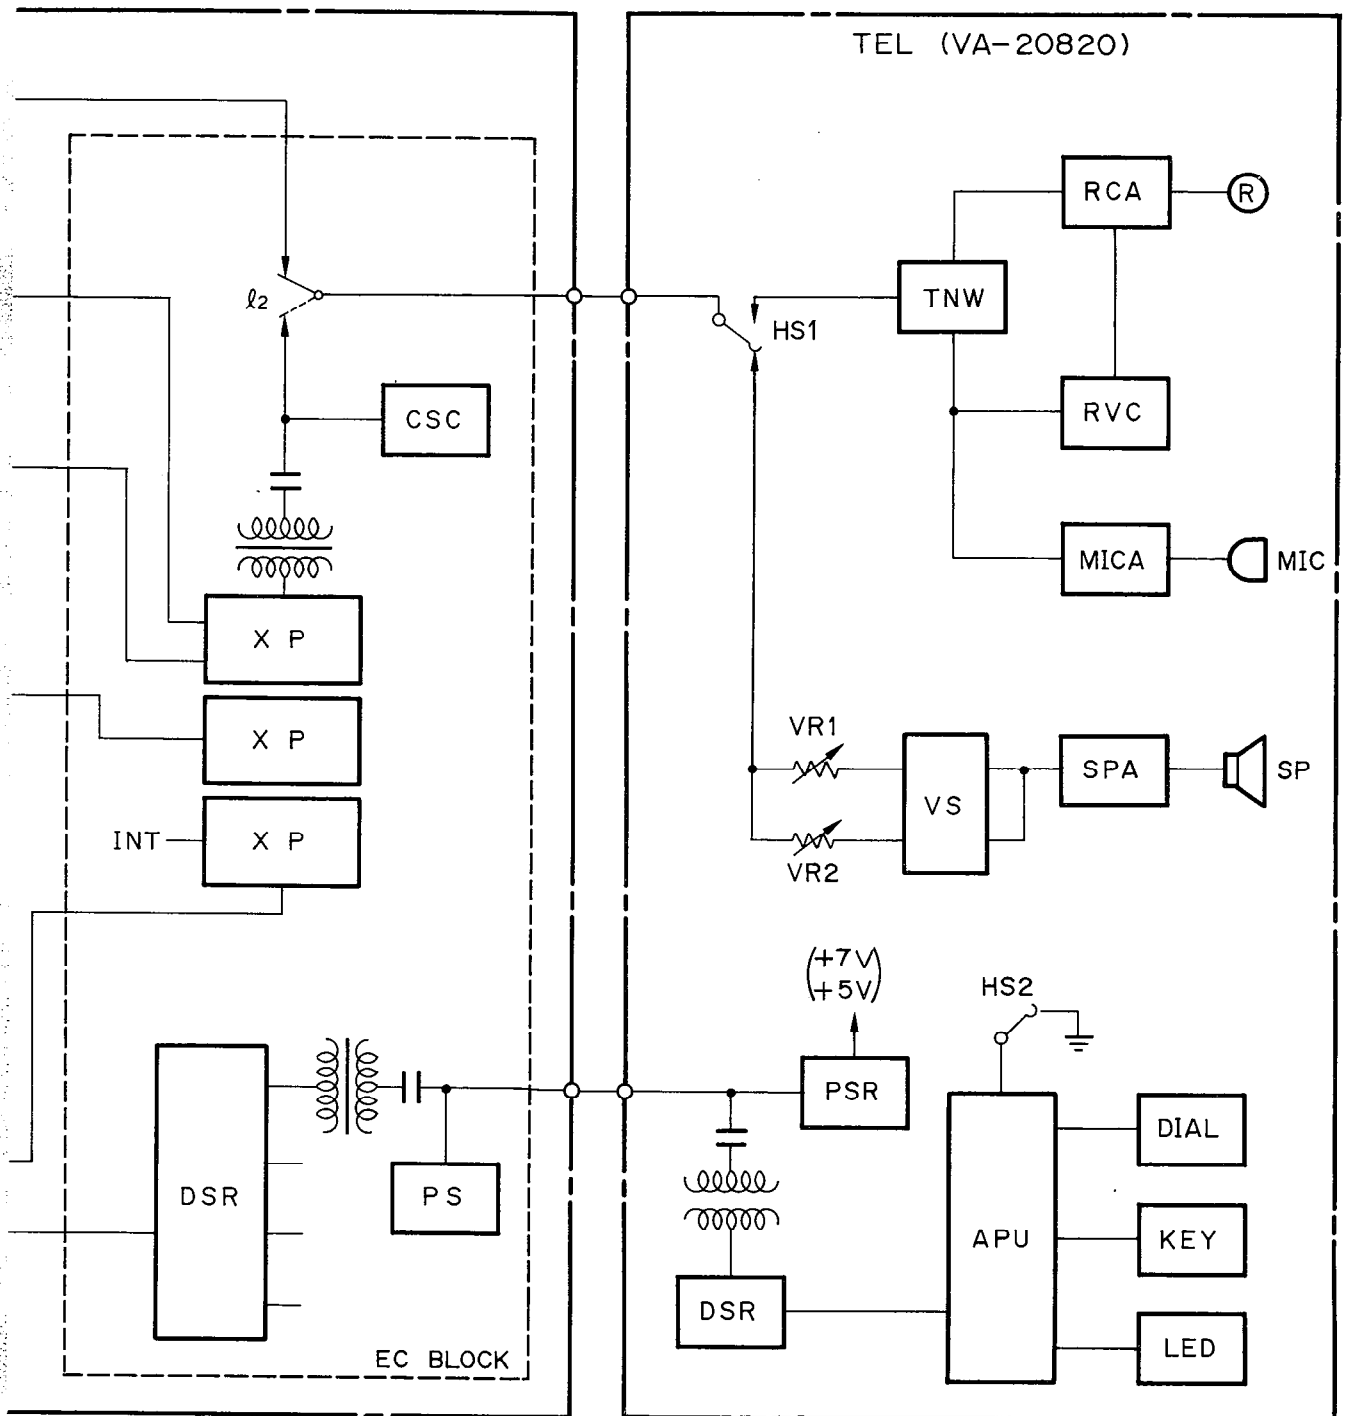 TEL (VA-20820)
RCA
R
TNW
ℓ2
HS1
CSC
RVC
MICA
MIC
X P
X P
VR1
SPA
SP
VS
INT
X P
VR2
(+7V)
(+5V)
HS2
PSR
DIAL
DSR
PS
APU
KEY
DSR
LED
EC BLOCK